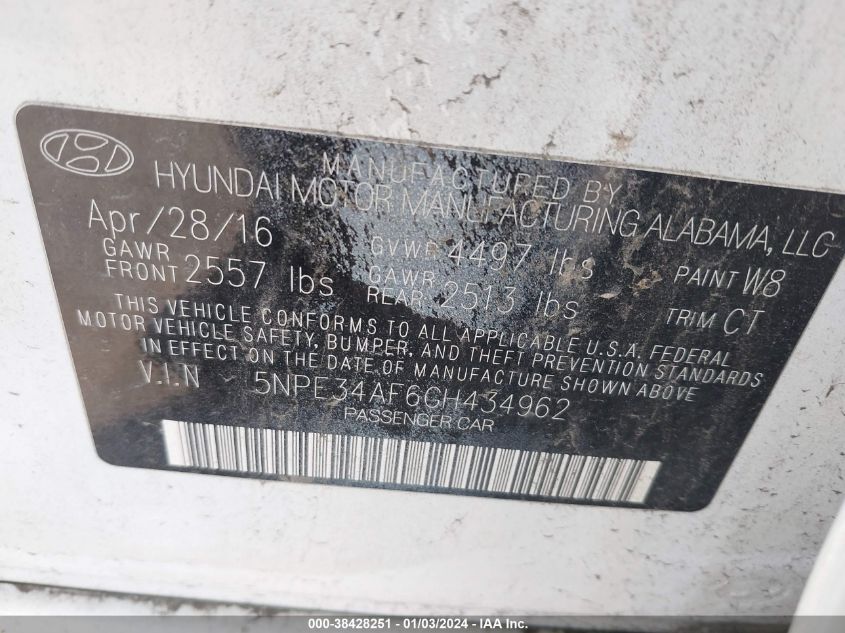 MANUFACTURED BY
HYUNDAI MOTOR MANUFACTURING ALABAMA, LLC
Apr/28/16 GVWR 4497 lbs PAINT W8
GAWR FRONT 2557 lbs GAWR REAR 2513 lbs TRIM CT
THIS VEHICLE CONFORMS TO ALL APPLICABLE U.S.A. FEDERAL
MOTOR VEHICLE SAFETY, BUMPER, AND THEFT PREVENTION STANDARDS
IN EFFECT ON THE DATE OF MANUFACTURE SHOWN ABOVE.
V.I.N 5NPE34AF6GH434962
PASSENGER CAR
000-38428251 - 01/03/2024 - IAA Inc.